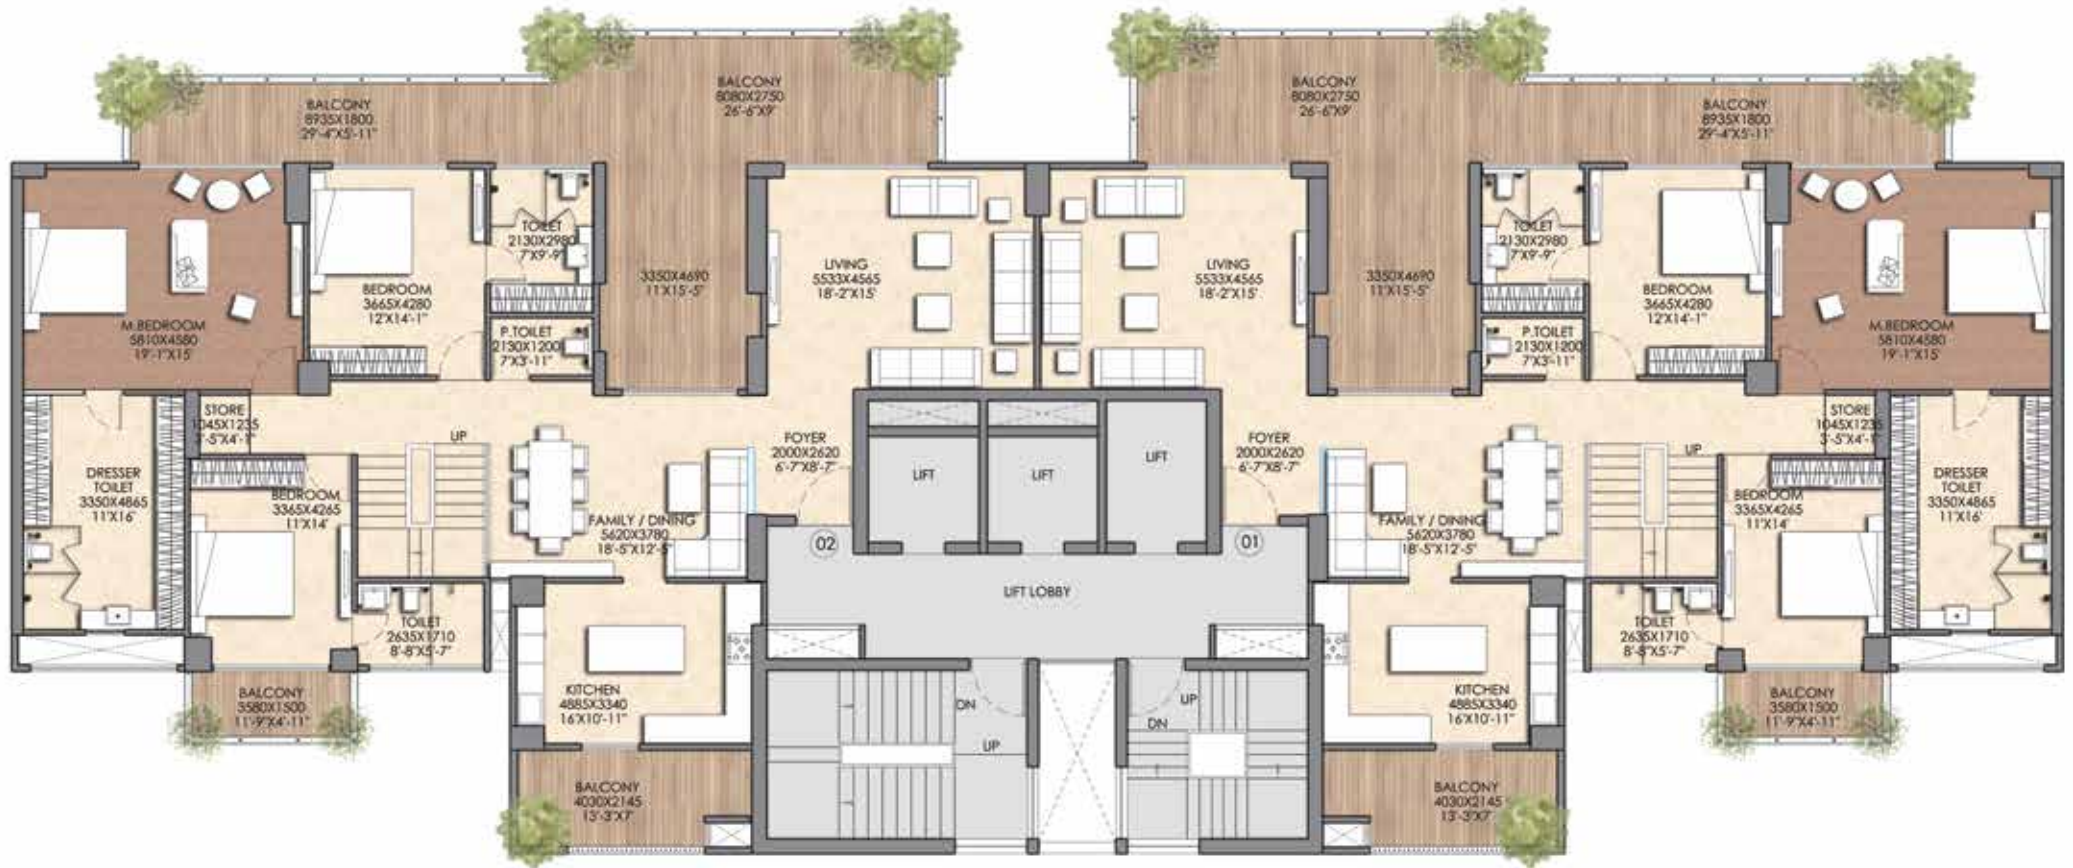 BALCONY
8935X1800
29'-4"X5'-11"
BALCONY
8080X2750
26'-6"X9'
BALCONY
8080X2750
26'-6"X9'
BALCONY
8935X1800
29'-4"X5'-11"
M.BEDROOM
5810X4580
19'-1"X15'
BEDROOM
3665X4280
12'X14'-1"
TOILET
2130X2980
7'X9'-9"
P.TOILET
2130X1200
7'X3'-11"
3350X4690
11'X15'-5"
LIVING
5533X4565
18'-2"X15'
LIVING
5533X4565
18'-2"X15'
3350X4690
11'X15'-5"
TOILET
2130X2980
7'X9'-9"
P.TOILET
2130X1200
7'X3'-11"
BEDROOM
3665X4280
12'X14'-1"
M.BEDROOM
5810X4580
19'-1"X15'
STORE
1045X1235
3'-5"X4'-1"
UP
DRESSER
TOILET
3350X4865
11'X16'
BEDROOM
3365X4265
11'X14'
FAMILY / DINING
5620X3780
18'-5"X12'-5"
FOYER
2000X2620
6'-7"X8'-7"
LIFT
LIFT
LIFT
FOYER
2000X2620
6'-7"X8'-7"
FAMILY / DINING
5620X3780
18'-5"X12'-5"
UP
STORE
1045X1235
3'-5"X4'-1"
BEDROOM
3365X4265
11'X14'
DRESSER
TOILET
3350X4865
11'X16'
02
01
LIFT LOBBY
TOILET
2635X1710
8'-8"X5'-7"
TOILET
2635X1710
8'-8"X5'-7"
BALCONY
3580X1500
11'-9"X4'-11"
KITCHEN
4885X3340
16'X10'-11"
DN
UP
UP
DN
KITCHEN
4885X3340
16'X10'-11"
BALCONY
3580X1500
11'-9"X4'-11"
BALCONY
4030X2145
13'-3"X7'
BALCONY
4030X2145
13'-3"X7'